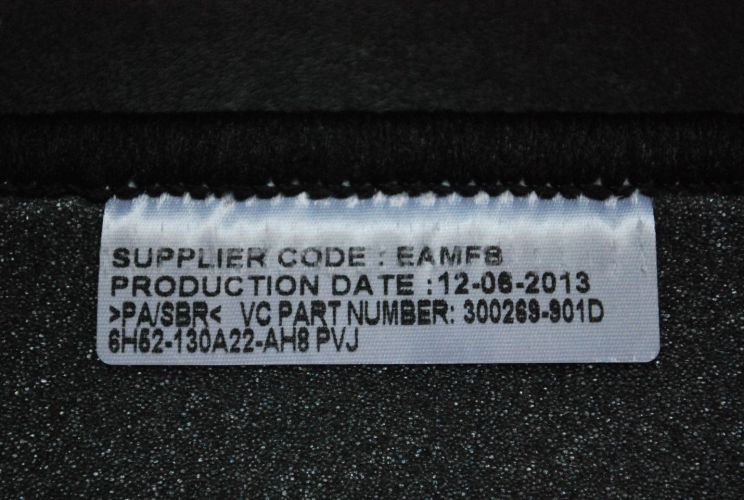 SUPPLIER CODE : EAMFB
PRODUCTION DATE :12-06-2013
>PA/SBR< VC PART NUMBER: 300269-901D
6H52-130A22-AH8 PVJ